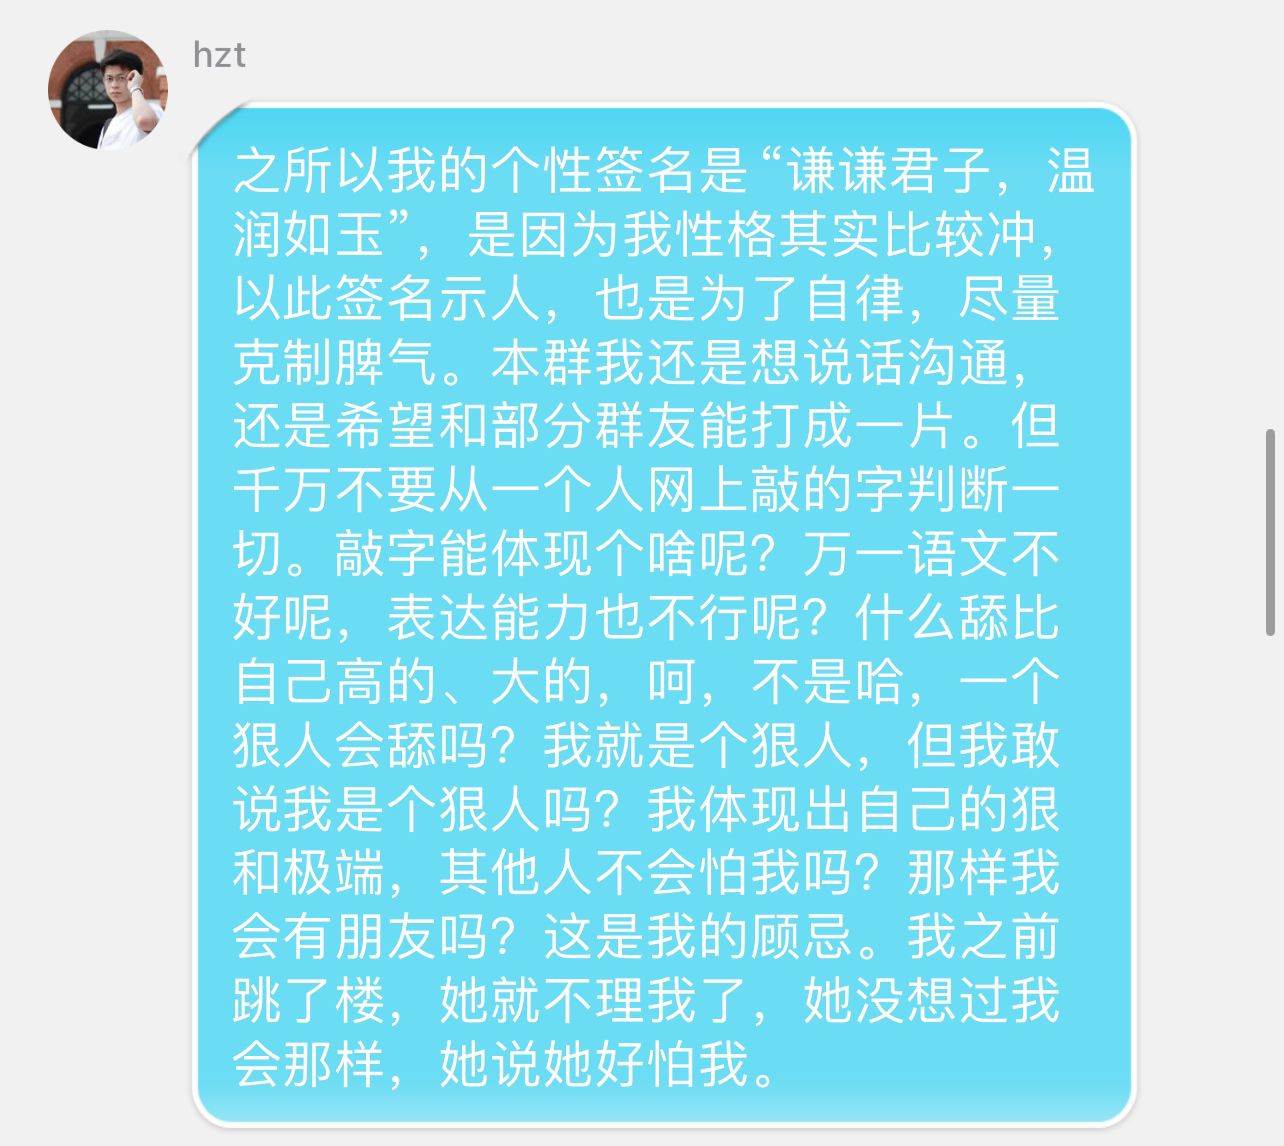 hzt
之所以我的个性签名是“谦谦君子，温
润如玉”，是因为我性格其实比较冲，
以此签名示人，也是为了自律，尽量
克制脾气。本群我还是想说话沟通，
还是希望和部分群友能打成一片。但
千万不要从一个人网上敲的字判断一
切。敲字能体现个啥呢？万一语文不
好呢，表达能力也不行呢？什么舔比
自己高的、大的，呵，不是哈，一个
狠人会舔吗？我就是个狠人，但我敢
说我是个狠人吗？我体现出自己的狠
和极端，其他人不会怕我吗？那样我
会有朋友吗？这是我的顾忌。我之前
跳了楼，她就不理我了，她没想过我
会那样，她说她好怕我。